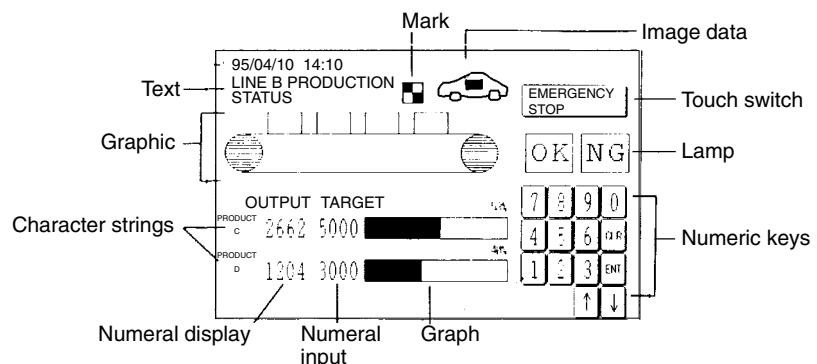 Mark
Image data
95/04/10 14:10
Text
LINE B PRODUCTION
STATUS
EMERGENCY
STOP
Touch switch
Graphic
OK NG
Lamp
OUTPUT TARGET
7 8 9 0
Character strings
PRODUCT
C
2662 5000
4 5 6 CLR
Numeric keys
PRODUCT
D
1204 3000
1 2 3 ENT
↑ ↓
Numeral display
Numeral
input
Graph